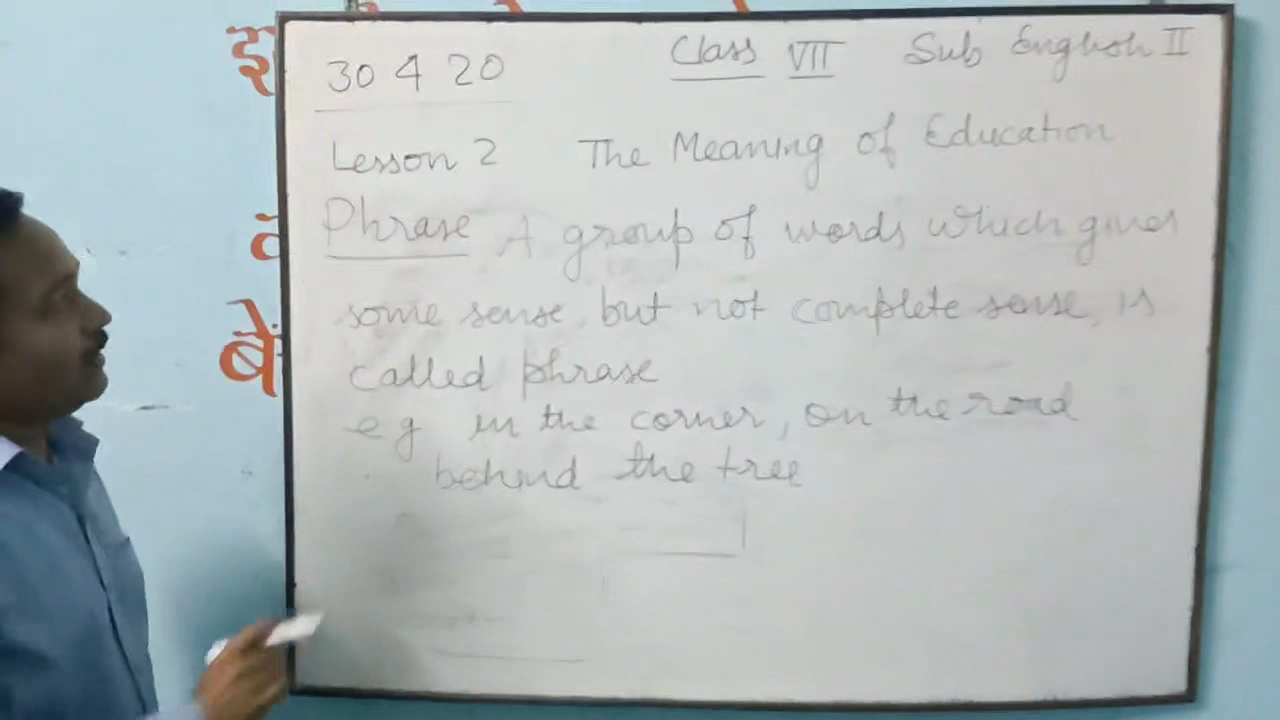 30 4 20 Class VII Sub English II
Lesson 2 The Meaning of Education
Phrase A group of words which gives
some sense, but not complete sense, is
called phrase
eg in the corner, on the road
behind the tree